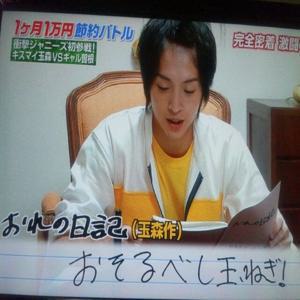 1ヶ月1万円節約バトル
衝撃ジャニーズ初参戦!
キスマイ玉森VSギャル曽根
完全密着 激闘
おれの日記(玉森作)
おそるべし玉ねぎ!